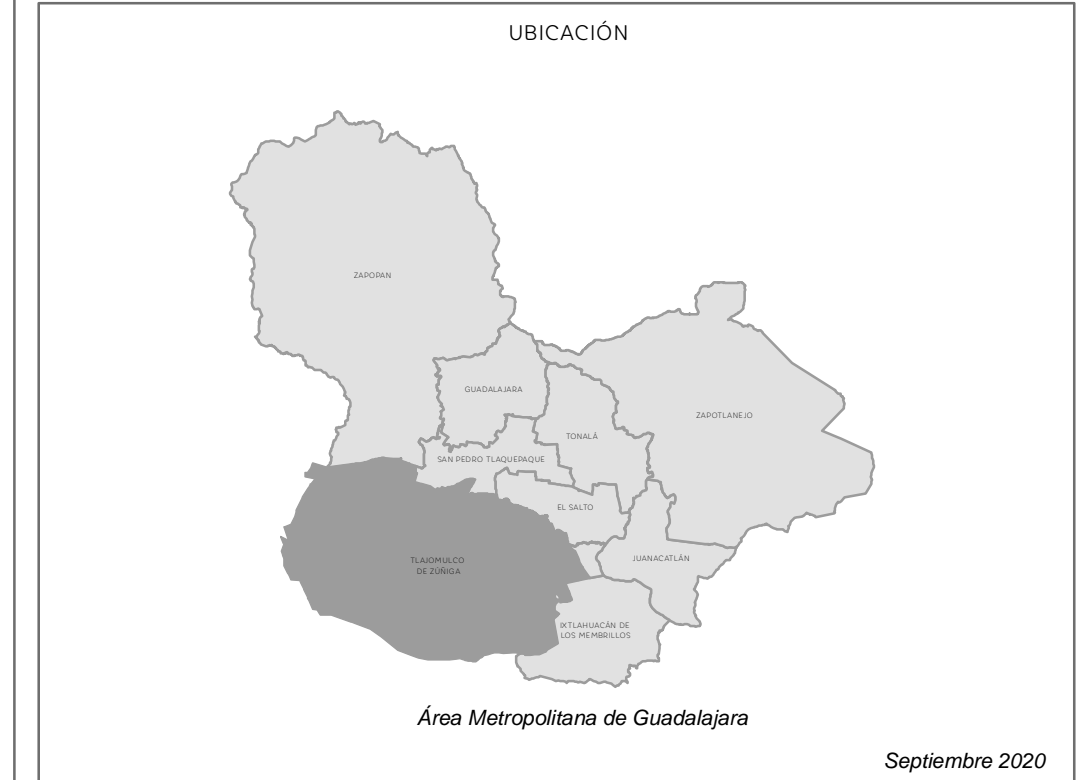 UBICACIÓN
ZAPOPAN
GUADALAJARA
ZAPOTLANEJO
TONALÁ
SAN PEDRO TLAQUEPAQUE
EL SALTO
TLAJOMULCO
DE ZÚÑIGA
JUANACATLÁN
IXTLAHUACÁN DE
LOS MEMBRILLOS
Área Metropolitana de Guadalajara
Septiembre 2020